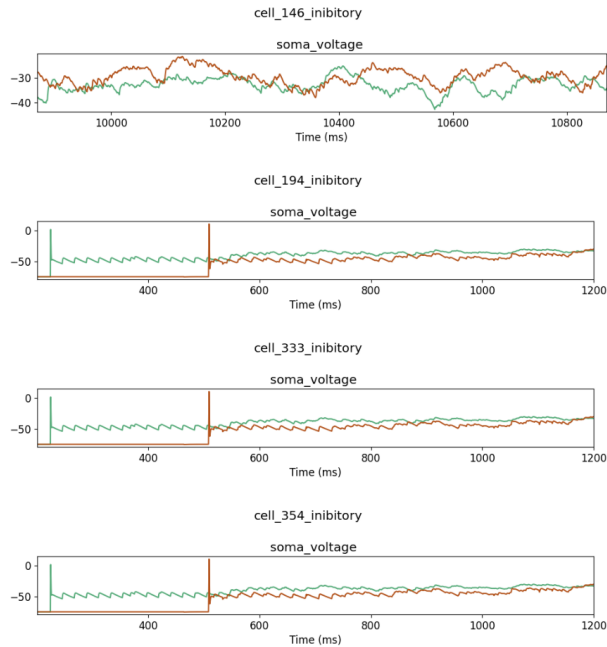 cell_146_inibitory
soma_voltage
−30
−40
10000 10200 10400 10600 10800
Time (ms)
cell_194_inibitory
soma_voltage
0
−50
400 600 800 1000 1200
Time (ms)
cell_333_inibitory
soma_voltage
0
−50
400 600 800 1000 1200
Time (ms)
cell_354_inibitory
soma_voltage
0
−50
400 600 800 1000 1200
Time (ms)